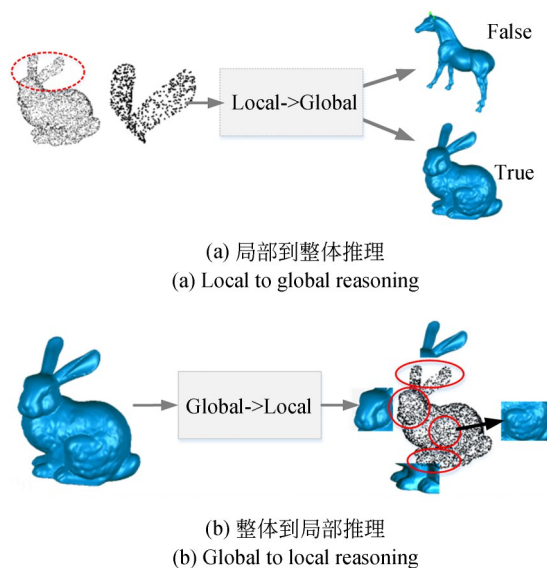 False
Local->Global
True
(a) 局部到整体推理
(a) Local to global reasoning
Global->Local
(b) 整体到局部推理
(b) Global to local reasoning